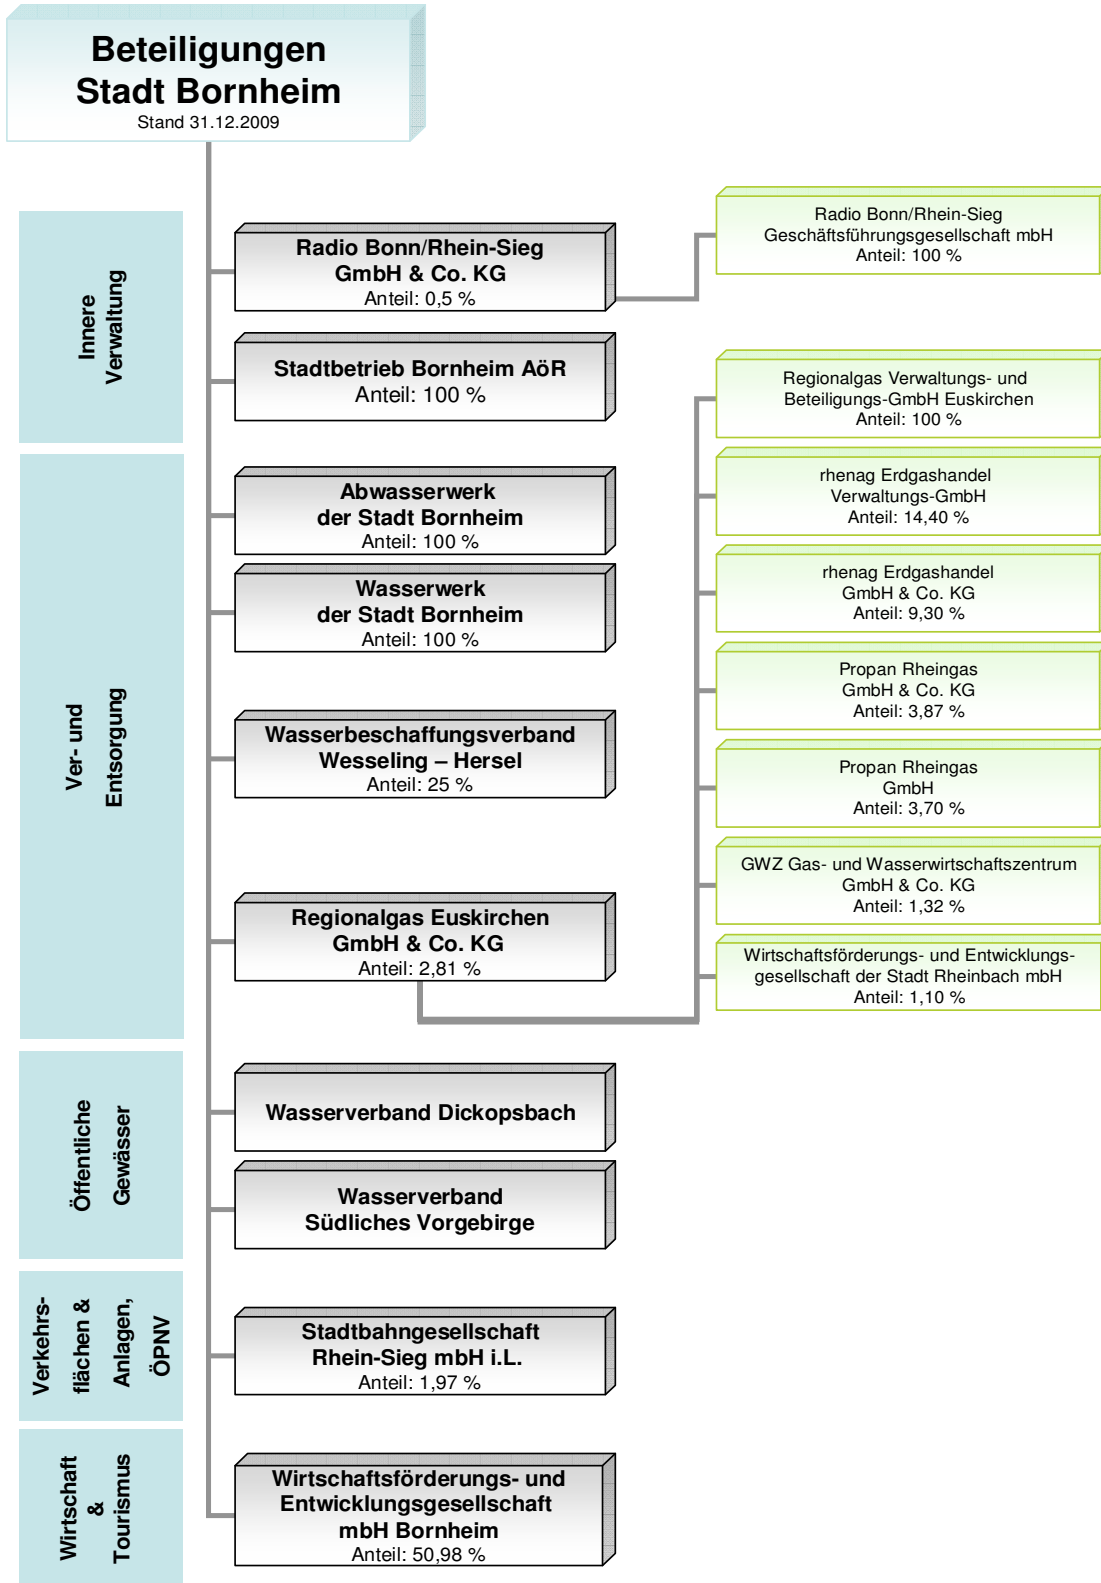 Beteiligungen
Stadt Bornheim
Stand 31.12.2009
Innere
Verwaltung
Radio Bonn/Rhein-Sieg
GmbH & Co. KG
Anteil: 0,5 %
Radio Bonn/Rhein-Sieg
Geschäftsführungsgesellschaft mbH
Anteil: 100 %
Stadtbetrieb Bornheim AöR
Anteil: 100 %
Ver- und
Entsorgung
Abwasserwerk
der Stadt Bornheim
Anteil: 100 %
Wasserwerk
der Stadt Bornheim
Anteil: 100 %
Wasserbeschaffungsverband
Wesseling – Hersel
Anteil: 25 %
Regionalgas Euskirchen
GmbH & Co. KG
Anteil: 2,81 %
Regionalgas Verwaltungs- und
Beteiligungs-GmbH Euskirchen
Anteil: 100 %
rhenag Erdgashandel
Verwaltungs-GmbH
Anteil: 14,40 %
rhenag Erdgashandel
GmbH & Co. KG
Anteil: 9,30 %
Propan Rheingas
GmbH & Co. KG
Anteil: 3,87 %
Propan Rheingas
GmbH
Anteil: 3,70 %
GWZ Gas- und Wasserwirtschaftszentrum
GmbH & Co. KG
Anteil: 1,32 %
Wirtschaftsförderungs- und Entwicklungs-
gesellschaft der Stadt Rheinbach mbH
Anteil: 1,10 %
Öffentliche
Gewässer
Wasserverband Dickopsbach
Wasserverband
Südliches Vorgebirge
Verkehrs-
flächen &
Anlagen,
ÖPNV
Stadtbahngesellschaft
Rhein-Sieg mbH i.L.
Anteil: 1,97 %
Wirtschaft
&
Tourismus
Wirtschaftsförderungs- und
Entwicklungsgesellschaft
mbH Bornheim
Anteil: 50,98 %